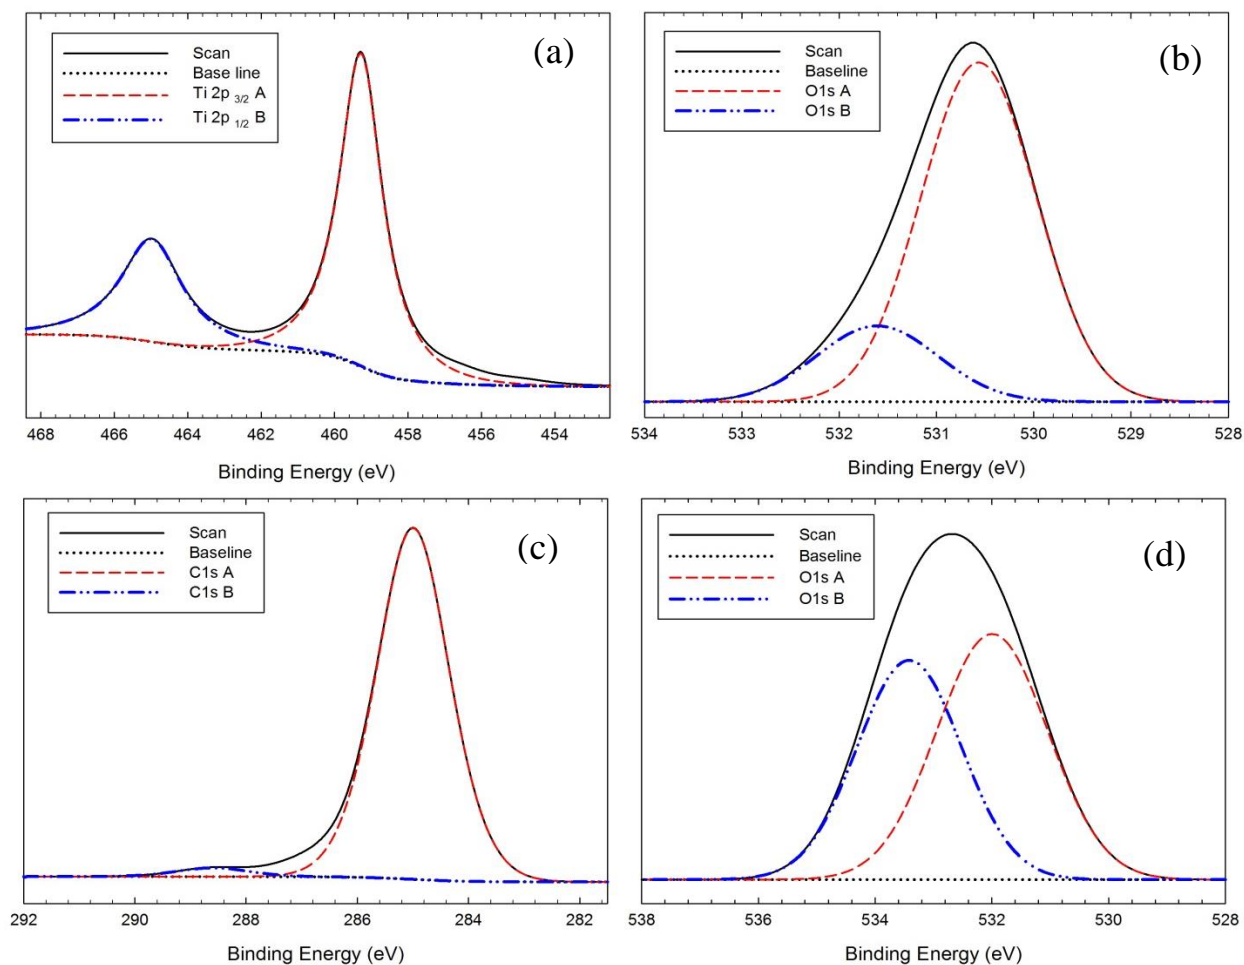 (a)
Scan
Base line
Ti 2p 3/2 A
Ti 2p 1/2 B
468 466 464 462 460 458 456 454
Binding Energy (eV)
(b)
Scan
Baseline
O1s A
O1s B
534 533 532 531 530 529 528
Binding Energy (eV)
(c)
Scan
Baseline
C1s A
C1s B
292 290 288 286 284 282
Binding Energy (eV)
(d)
Scan
Baseline
O1s A
O1s B
538 536 534 532 530 528
Binding Energy (eV)